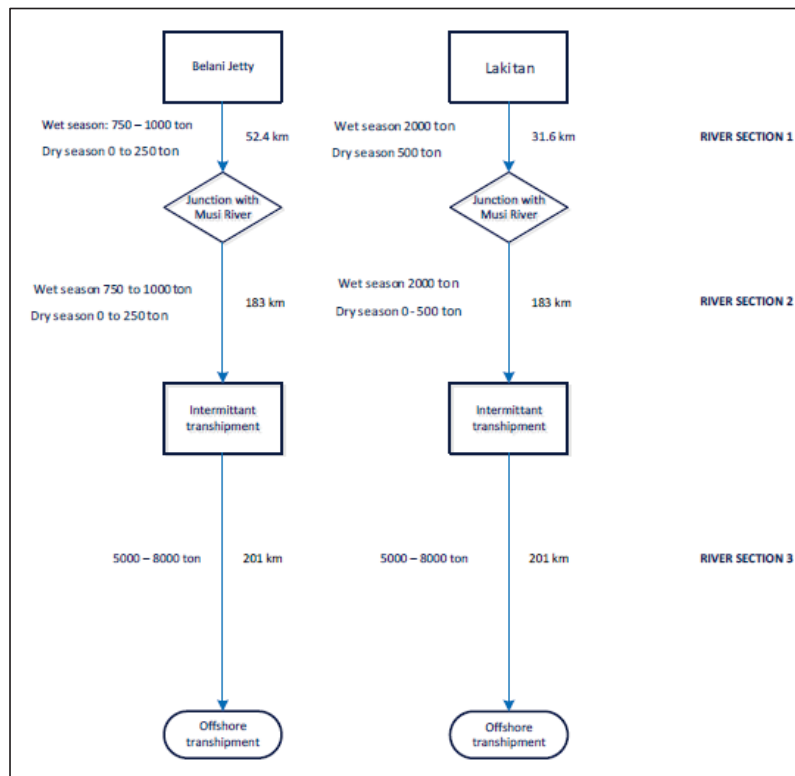 Belani Jetty
Lakitan
Wet season: 750 – 1000 ton
Dry season 0 to 250 ton
52.4 km
Wet season 2000 ton
Dry season 500 ton
31.6 km
RIVER SECTION 1
Junction with
Musi River
Junction with
Musi River
Wet season 750 to 1000 ton
Dry season 0 to 250 ton
183 km
Wet season 2000 ton
Dry season 0 - 500 ton
183 km
RIVER SECTION 2
Intermittant
transhipment
Intermittant
transhipment
5000 – 8000 ton
201 km
5000 – 8000 ton
201 km
RIVER SECTION 3
Offshore
transhipment
Offshore
transhipment